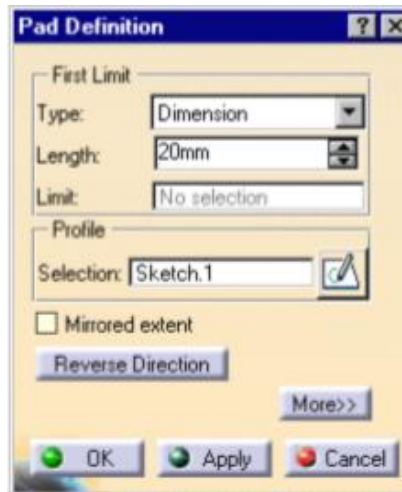 Pad Definition ? X
First Limit
Type: Dimension
Length: 20mm
Limit: No selection
Profile
Selection: Sketch.1
Mirrored extent
Reverse Direction
More>>
OK Apply Cancel